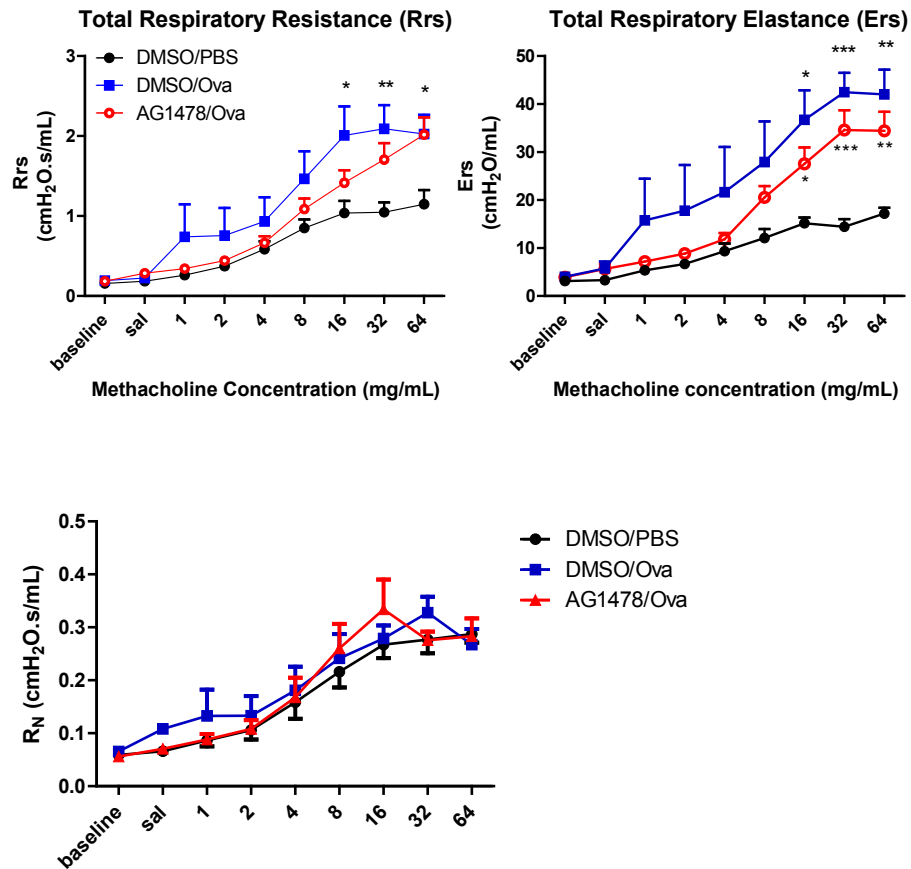 Total Respiratory Resistance (Rrs)
DMSO/PBS
DMSO/Ova
AG1478/Ova
* ** *
3
2
1
0
Rrs
(cmH₂O.s/mL)
baseline sal 1 2 4 8 16 32 64
Methacholine Concentration (mg/mL)
Total Respiratory Elastance (Ers)
* *** **
* *** **
50
40
30
20
10
0
Ers
(cmH₂O/mL)
baseline sal 1 2 4 8 16 32 64
Methacholine concentration (mg/mL)
0.5
0.4
0.3
0.2
0.1
0.0
R_N (cmH₂O.s/mL)
baseline sal 1 2 4 8 16 32 64
DMSO/PBS
DMSO/Ova
AG1478/Ova